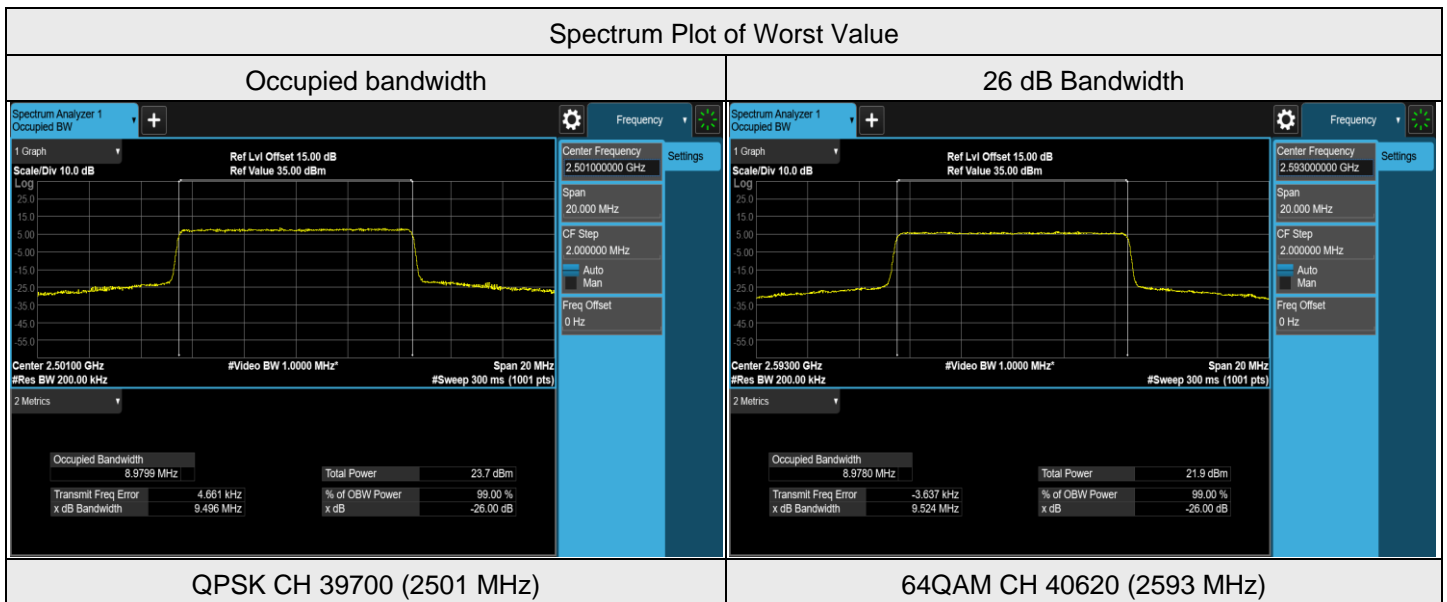 Spectrum Plot of Worst Value
Occupied bandwidth
26 dB Bandwidth
Spectrum Analyzer 1
Occupied BW
+
Frequency
1 Graph
Scale/Div 10.0 dB
Ref Lvl Offset 15.00 dB
Ref Value 35.00 dBm
Log
25.0
15.0
5.00
-5.00
-15.0
-25.0
-35.0
-45.0
-55.0
Center 2.50100 GHz
#Video BW 1.0000 MHz*
Span 20 MHz
#Res BW 200.00 kHz
#Sweep 300 ms (1001 pts)
Center Frequency
2.501000000 GHz
Settings
Span
20.000 MHz
CF Step
2.000000 MHz
Auto
Man
Freq Offset
0 Hz
2 Metrics
Occupied Bandwidth
8.9799 MHz
Total Power 23.7 dBm
Transmit Freq Error 4.661 kHz
% of OBW Power 99.00 %
x dB Bandwidth 9.496 MHz
x dB -26.00 dB
Spectrum Analyzer 1
Occupied BW
+
Frequency
1 Graph
Scale/Div 10.0 dB
Ref Lvl Offset 15.00 dB
Ref Value 35.00 dBm
Log
25.0
15.0
5.00
-5.00
-15.0
-25.0
-35.0
-45.0
-55.0
Center 2.59300 GHz
#Video BW 1.0000 MHz*
Span 20 MHz
#Res BW 200.00 kHz
#Sweep 300 ms (1001 pts)
Center Frequency
2.593000000 GHz
Settings
Span
20.000 MHz
CF Step
2.000000 MHz
Auto
Man
Freq Offset
0 Hz
2 Metrics
Occupied Bandwidth
8.9780 MHz
Total Power 21.9 dBm
Transmit Freq Error -3.637 kHz
% of OBW Power 99.00 %
x dB Bandwidth 9.524 MHz
x dB -26.00 dB
QPSK CH 39700 (2501 MHz)
64QAM CH 40620 (2593 MHz)